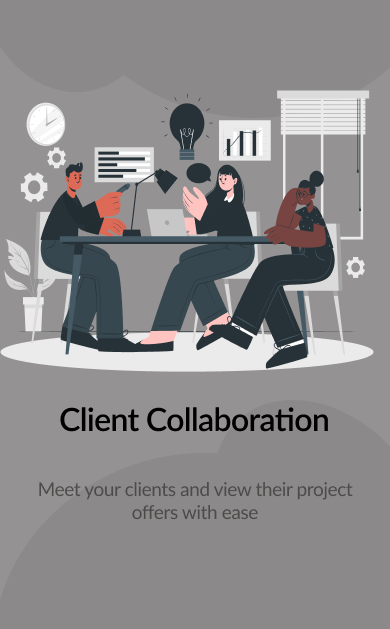 Client Collaboration
Meet your clients and view their project
offers with ease